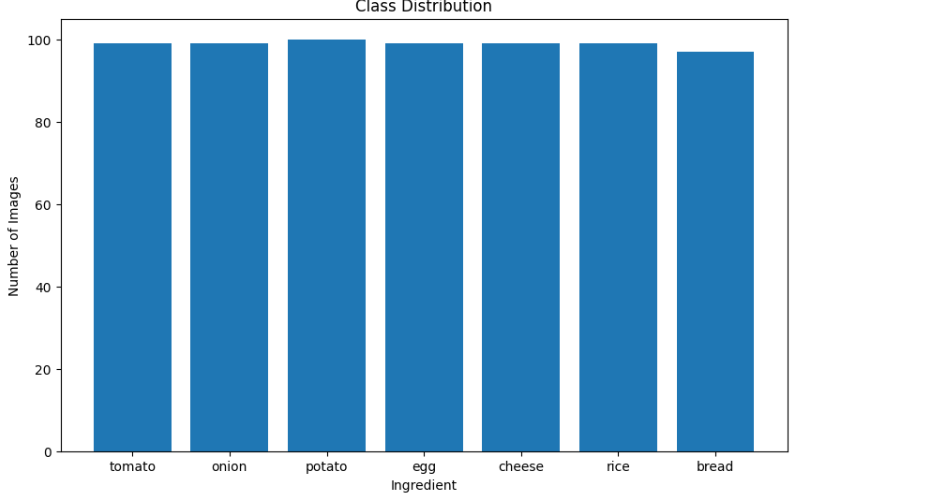 Class Distribution
Number of Images
100
80
60
40
20
0
tomato onion potato egg cheese rice bread
Ingredient